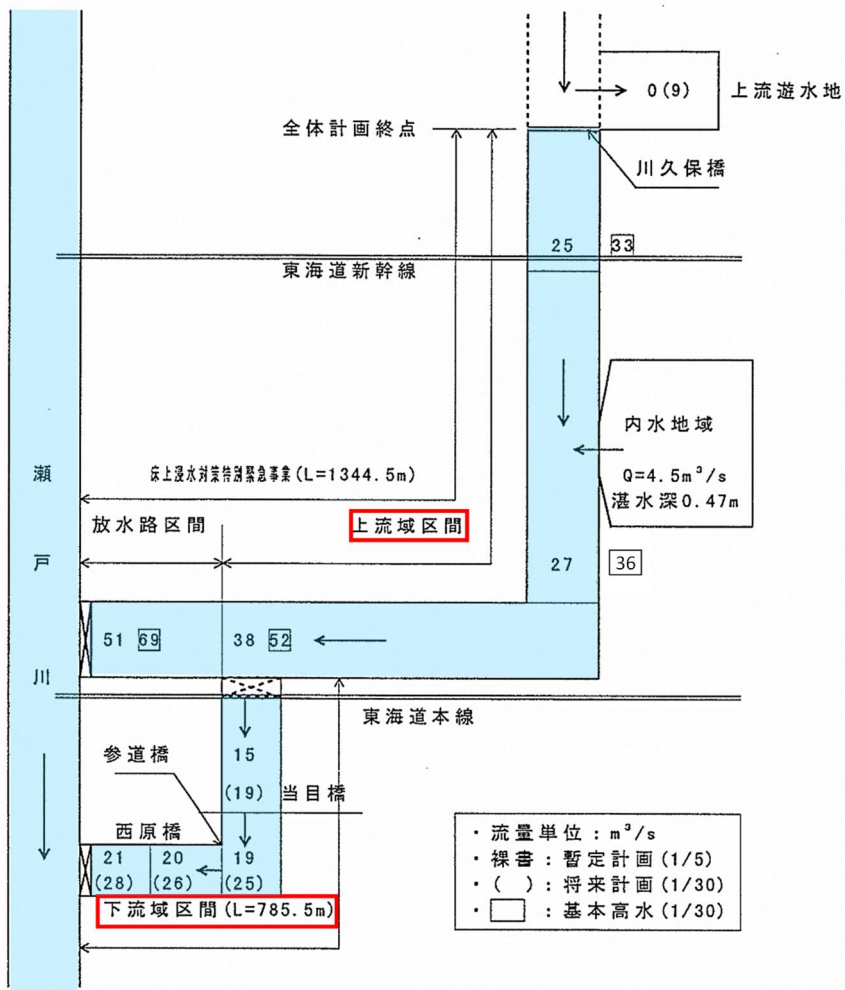 0(9)
上流遊水地
全体計画終点
川久保橋
25 33
東海道新幹線
内水地域
Q=4.5m³/s
湛水深0.47m
床上浸水対策特別緊急事業(L=1344.5m)
放水路区間
上流域区間
27 36
51 69
38 52
瀬戸川
東海道本線
参道橋
15
(19)
当目橋
西原橋
21 20 19
(28) (26) (25)
下流域区間(L=785.5m)
・流量単位:m³/s
・裸書:暫定計画(1/5)
・( ):将来計画(1/30)
・□:基本高水(1/30)